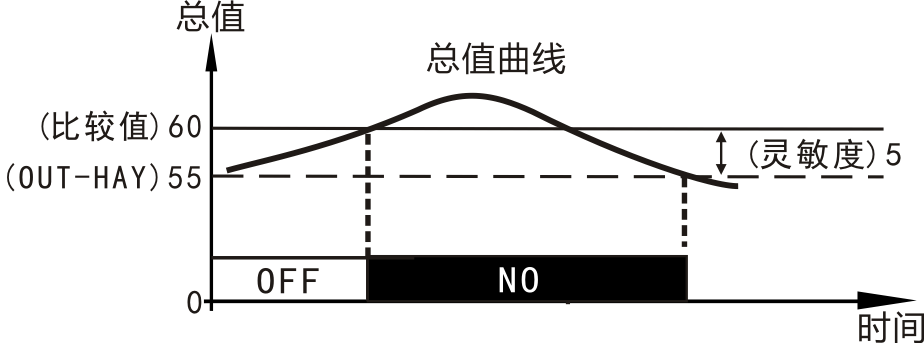 总值
总值曲线
(比较值) 60
(灵敏度) 5
(OUT-HAY) 55
OFF
NO
0
时间